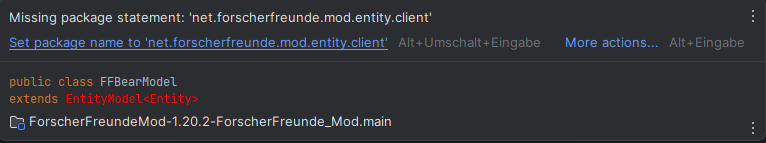 Missing package statement: 'net.forscherfreunde.mod.entity.client'
Set package name to 'net.forscherfreunde.mod.entity.client' Alt+Umschalt+Eingabe More actions... Alt+Eingabe
public class FFBearModel
extends EntityModel<Entity>
ForscherFreundeMod-1.20.2-ForscherFreunde_Mod.main